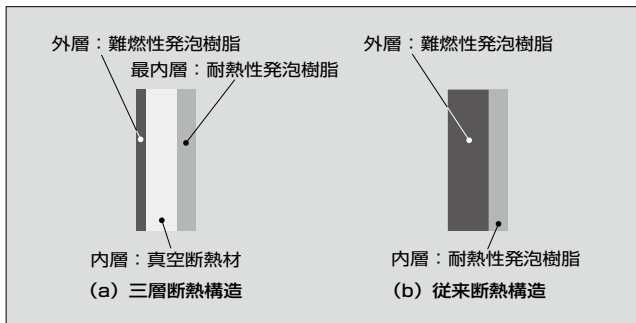 外層：難燃性発泡樹脂
最内層：耐熱性発泡樹脂
内層：真空断熱材
(a) 三層断熱構造
外層：難燃性発泡樹脂
内層：耐熱性発泡樹脂
(b) 従来断熱構造